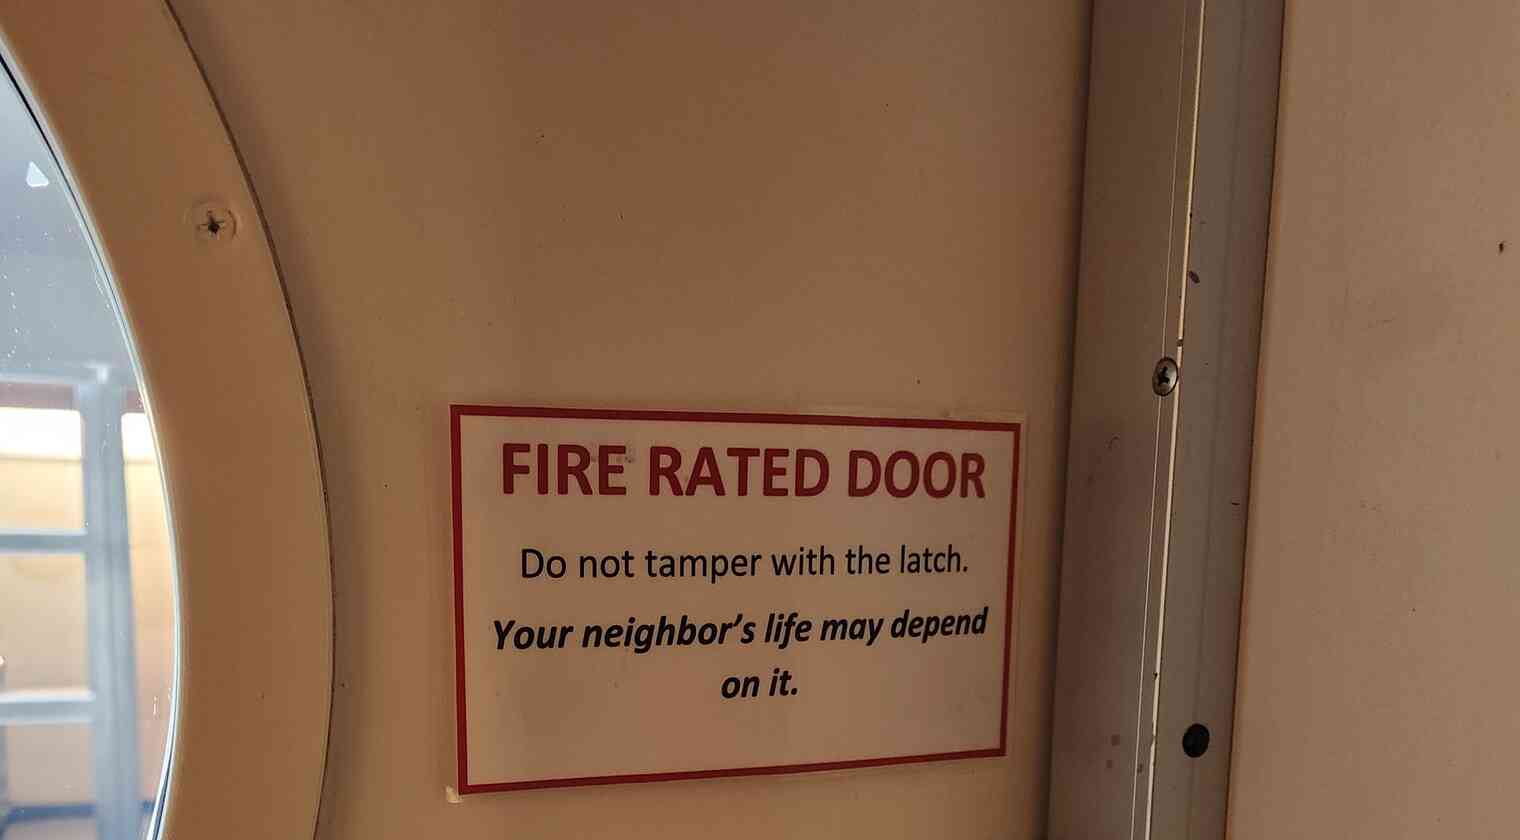 FIRE RATED DOOR
Do not tamper with the latch.
Your neighbor's life may depend
on it.